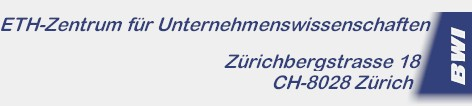 ETH-Zentrum für Unternehmenswissenschaften
Zürichbergstrasse 18
CH-8028 Zürich
BWI